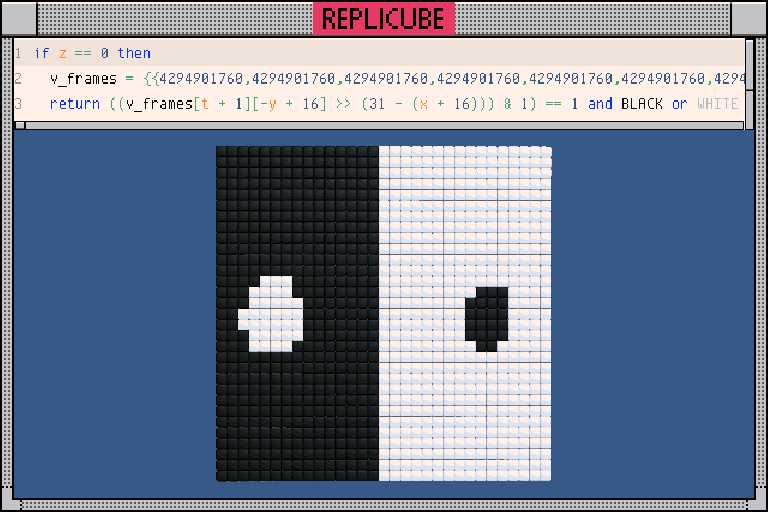 REPLICUBE
1 if z == 0 then
2 v_frames = {{4294901760,4294901760,4294901760,4294901760,4294901760,4294901760,4294
3 return ((v_frames[t + 1][-y + 16] >> (31 - (x + 16))) & 1) == 1 and BLACK or WHITE